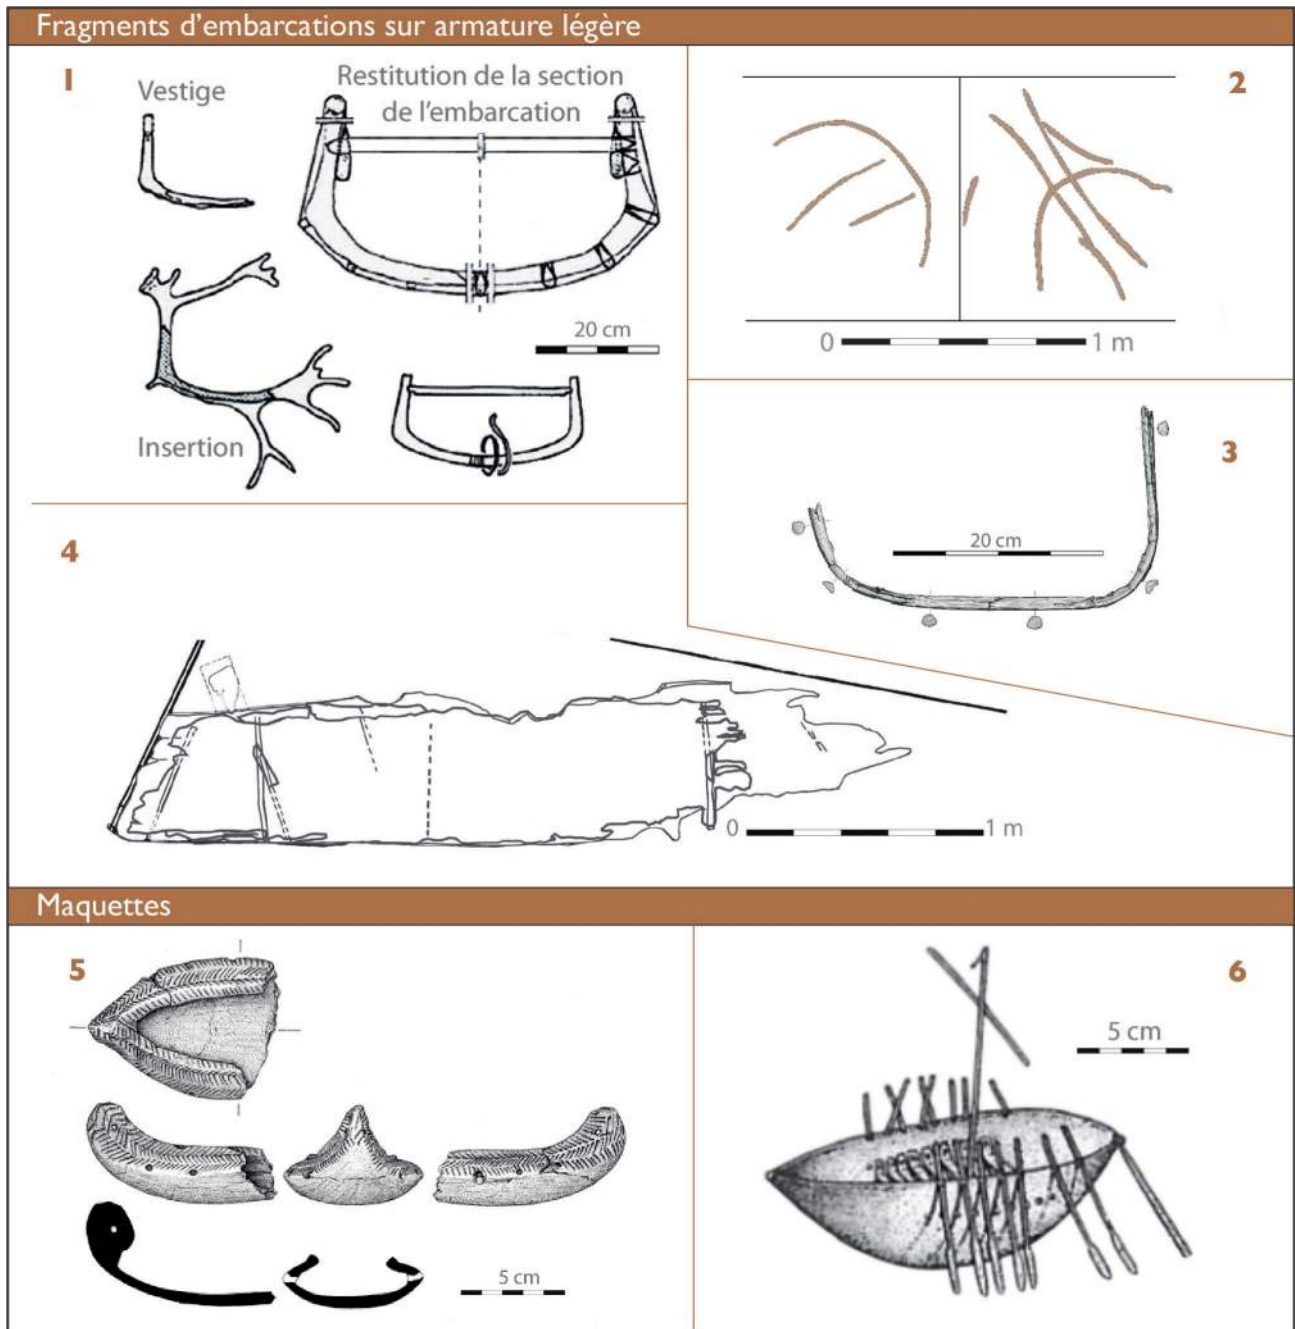 Fragments d’embarcations sur armature légère
1
Vestige
Restitution de la section
de l’embarcation
20 cm
Insertion
2
0 1 m
3
20 cm
4
0 1 m
Maquettes
5
5 cm
6
5 cm